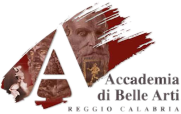 A
Accademia
di Belle Arti
REGGIO CALABRIA